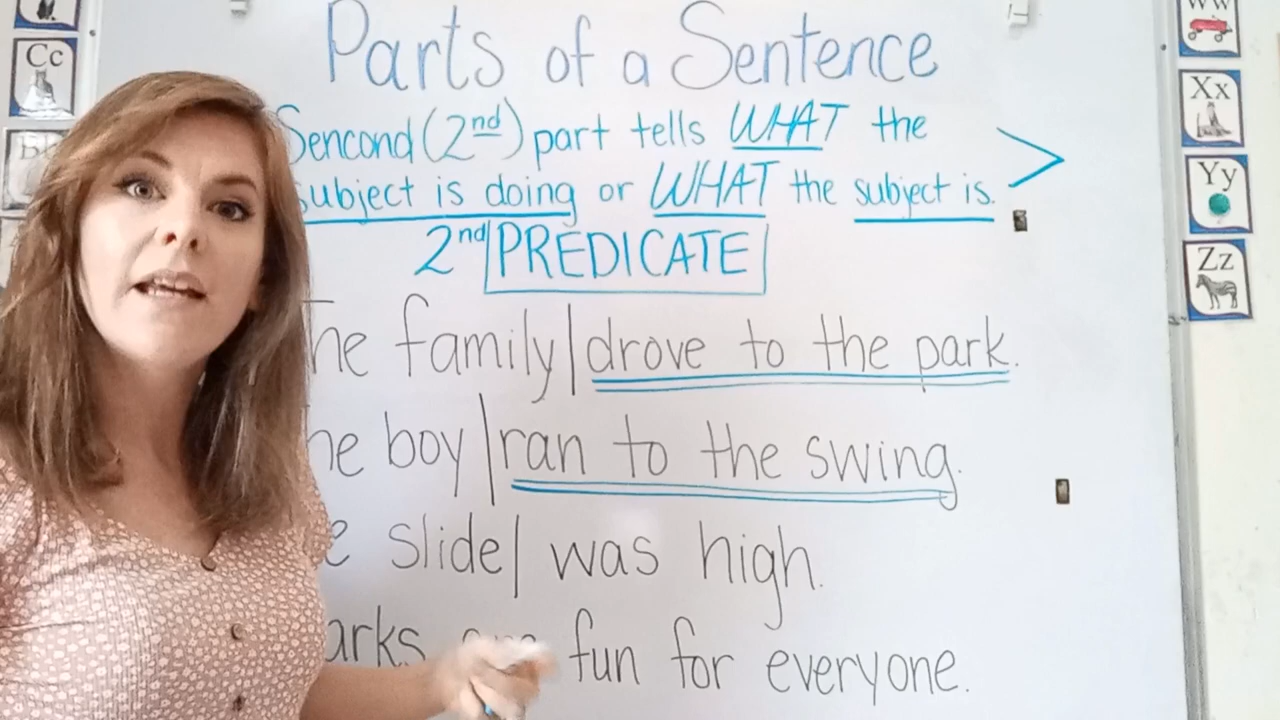 Parts of a Sentence
Sencond (2nd) part tells WHAT the
subject is doing or WHAT the subject is.
2nd PREDICATE
family | drove to the park.
boy | ran to the swing.
slide | was high.
fun for everyone.
Cc
Ww
Xx
Yy
Zz